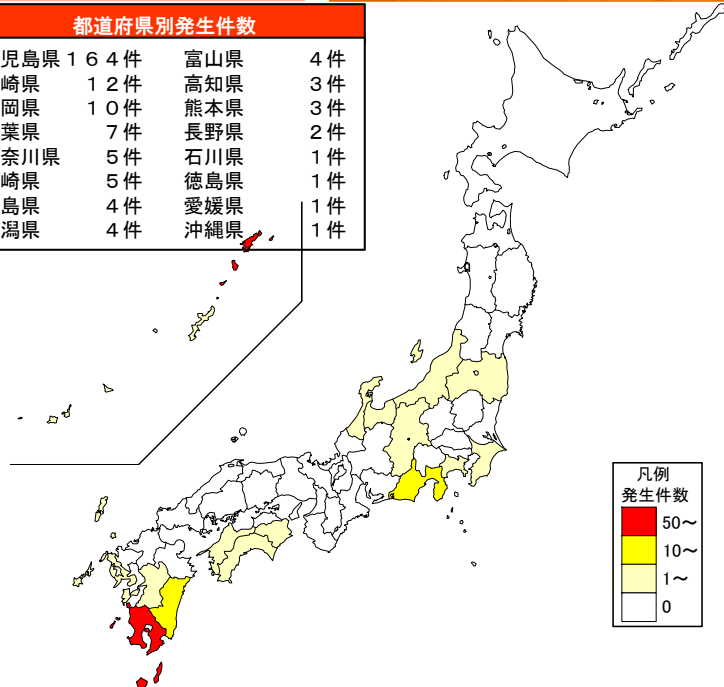 都道府県別発生件数
児島県１６４件 富山県 ４件
崎県 １２件 高知県 ３件
岡県 １０件 熊本県 ３件
葉県 ７件 長野県 ２件
奈川県 ５件 石川県 １件
崎県 ５件 徳島県 １件
島県 ４件 愛媛県 １件
潟県 ４件 沖縄県 １件
凡例
発生件数
50～
10～
1～
0